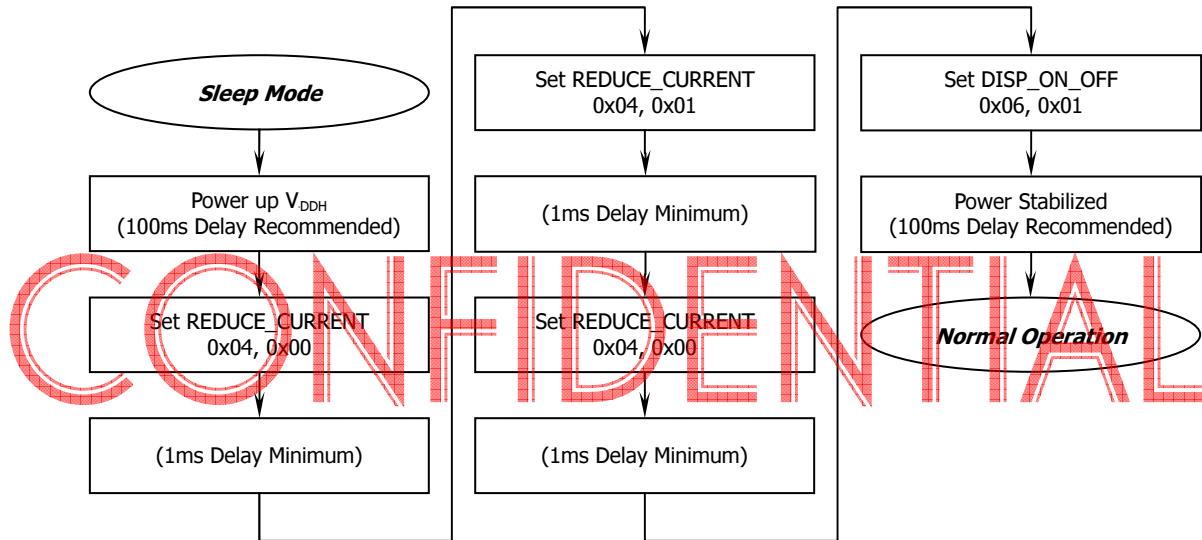 Sleep Mode
Power up VDDH
(100ms Delay Recommended)
Set REDUCE_CURRENT
0x04, 0x00
(1ms Delay Minimum)
Set REDUCE_CURRENT
0x04, 0x01
(1ms Delay Minimum)
Set REDUCE_CURRENT
0x04, 0x00
(1ms Delay Minimum)
Set DISP_ON_OFF
0x06, 0x01
Power Stabilized
(100ms Delay Recommended)
Normal Operation
CONFIDENTIAL